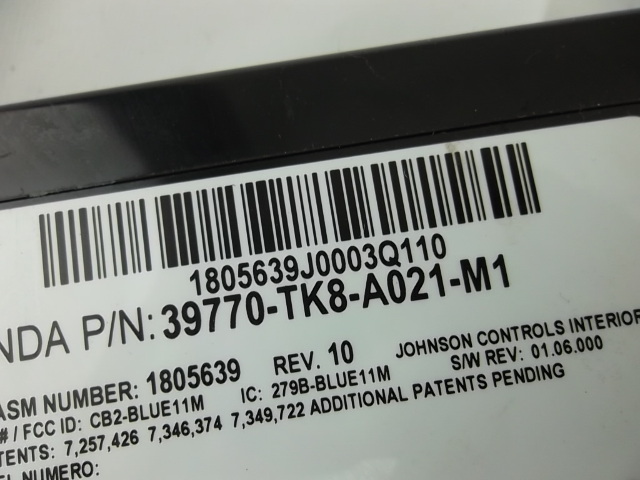 1805639J0003Q110
NDA P/N: 39770-TK8-A021-M1
ASM NUMBER: 1805639 REV. 10 JOHNSON CONTROLS INTERIOR
# / FCC ID: CB2-BLUE11M IC: 279B-BLUE11M S/W REV: 01.06.000
TENTS: 7,257,426 7,346,374 7,349,722 ADDITIONAL PATENTS PENDING
EL NUMERO: